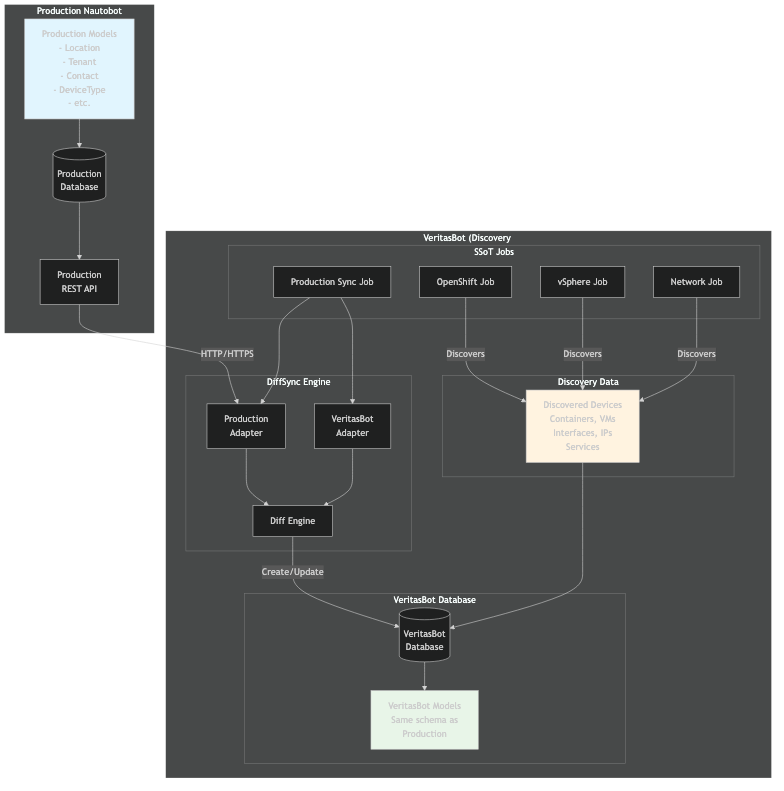 Production Nautobot
Production Models
- Location
- Tenant
- Contact
- DeviceType
- etc.
Production
Database
Production
REST API
VeritasBot (Discovery
SSoT Jobs
Production Sync Job
OpenShift Job
vSphere Job
Network Job
HTTP/HTTPS
Discovers
Discovers
Discovers
DiffSync Engine
Production
Adapter
VeritasBot
Adapter
Diff Engine
Discovery Data
Discovered Devices
Containers, VMs
Interfaces, IPs
Services
Create/Update
VeritasBot Database
VeritasBot
Database
VeritasBot Models
Same schema as
Production